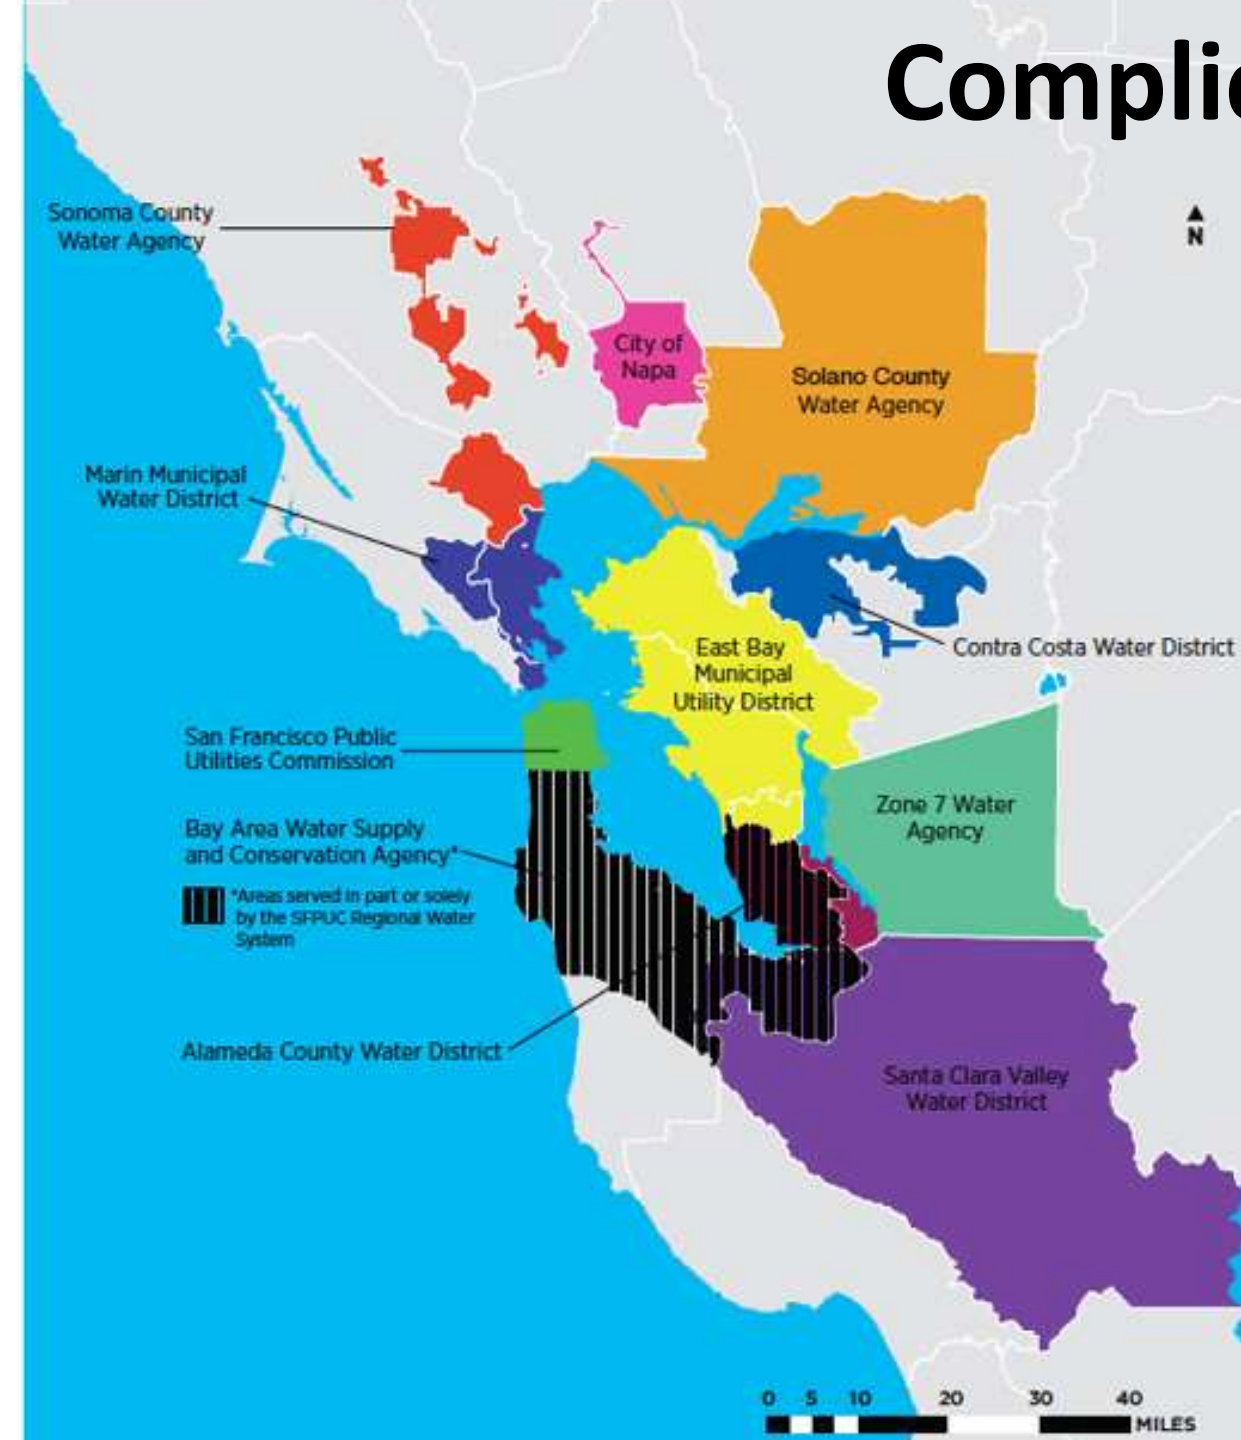 Complic
N
Sonoma County
Water Agency
City of
Napa
Solano County
Water Agency
Marin Municipal
Water District
East Bay
Municipal
Utility District
Contra Costa Water District
San Francisco Public
Utilities Commission
Zone 7 Water
Agency
Bay Area Water Supply
and Conservation Agency*
*Areas served in part or solely
by the SFPUC Regional Water
System
Alameda County Water District
Santa Clara Valley
Water District
0 5 10 20 30 40
MILES